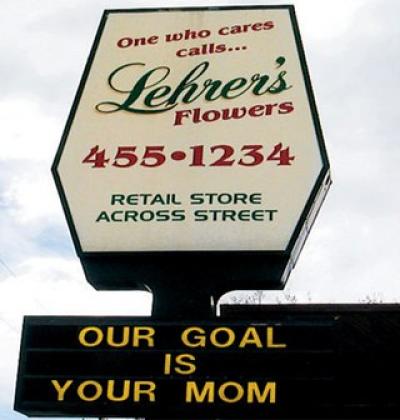 One who cares
calls...
Lehrer's
Flowers
455•1234
RETAIL STORE
ACROSS STREET
OUR GOAL
IS
YOUR MOM